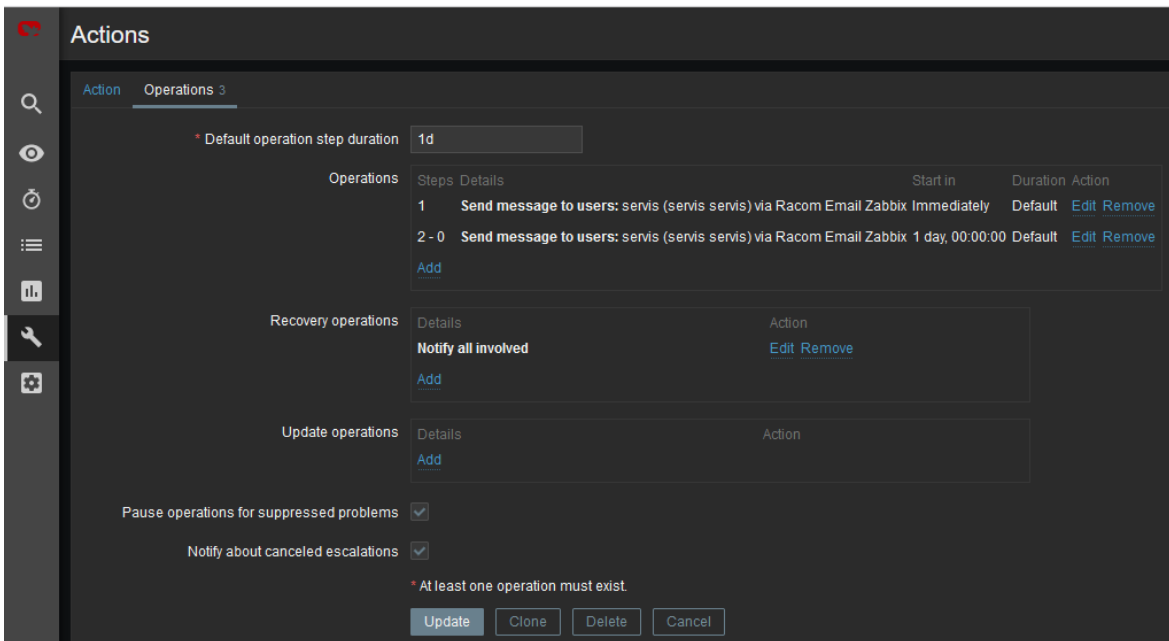 Actions
Action Operations 3
* Default operation step duration 1d
Operations Steps Details Start in Duration Action
1 Send message to users: servis (servis servis) via Racom Email Zabbix Immediately Default Edit Remove
2 - 0 Send message to users: servis (servis servis) via Racom Email Zabbix 1 day, 00:00:00 Default Edit Remove
Add
Recovery operations Details Action
Notify all involved Edit Remove
Add
Update operations Details Action
Add
Pause operations for suppressed problems
Notify about canceled escalations
* At least one operation must exist.
Update Clone Delete Cancel